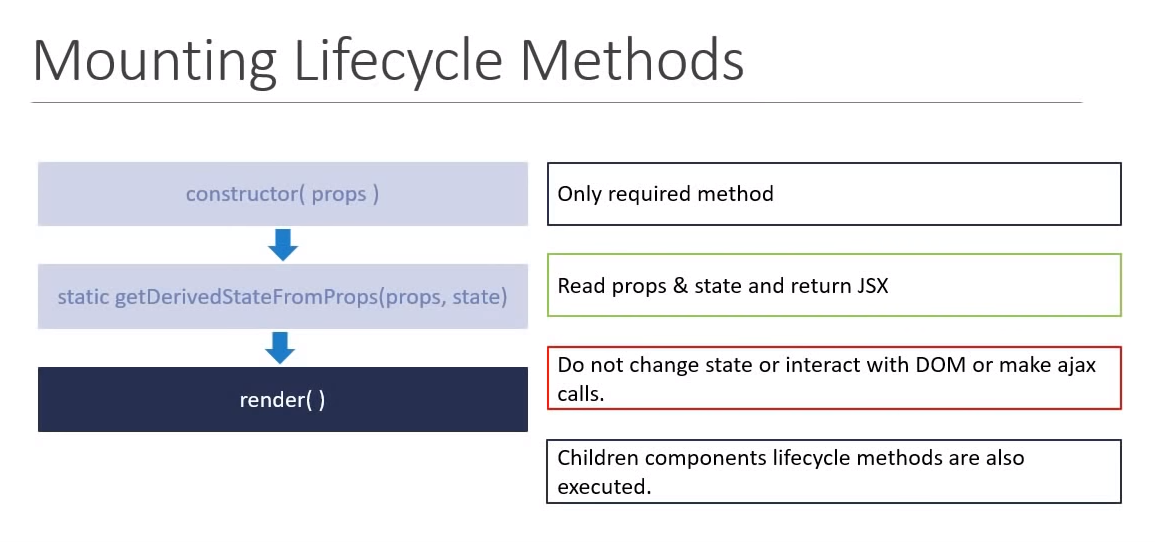 Mounting Lifecycle Methods
constructor( props )
static getDerivedStateFromProps(props, state)
render( )
Only required method
Read props & state and return JSX
Do not change state or interact with DOM or make ajax
calls.
Children components lifecycle methods are also
executed.